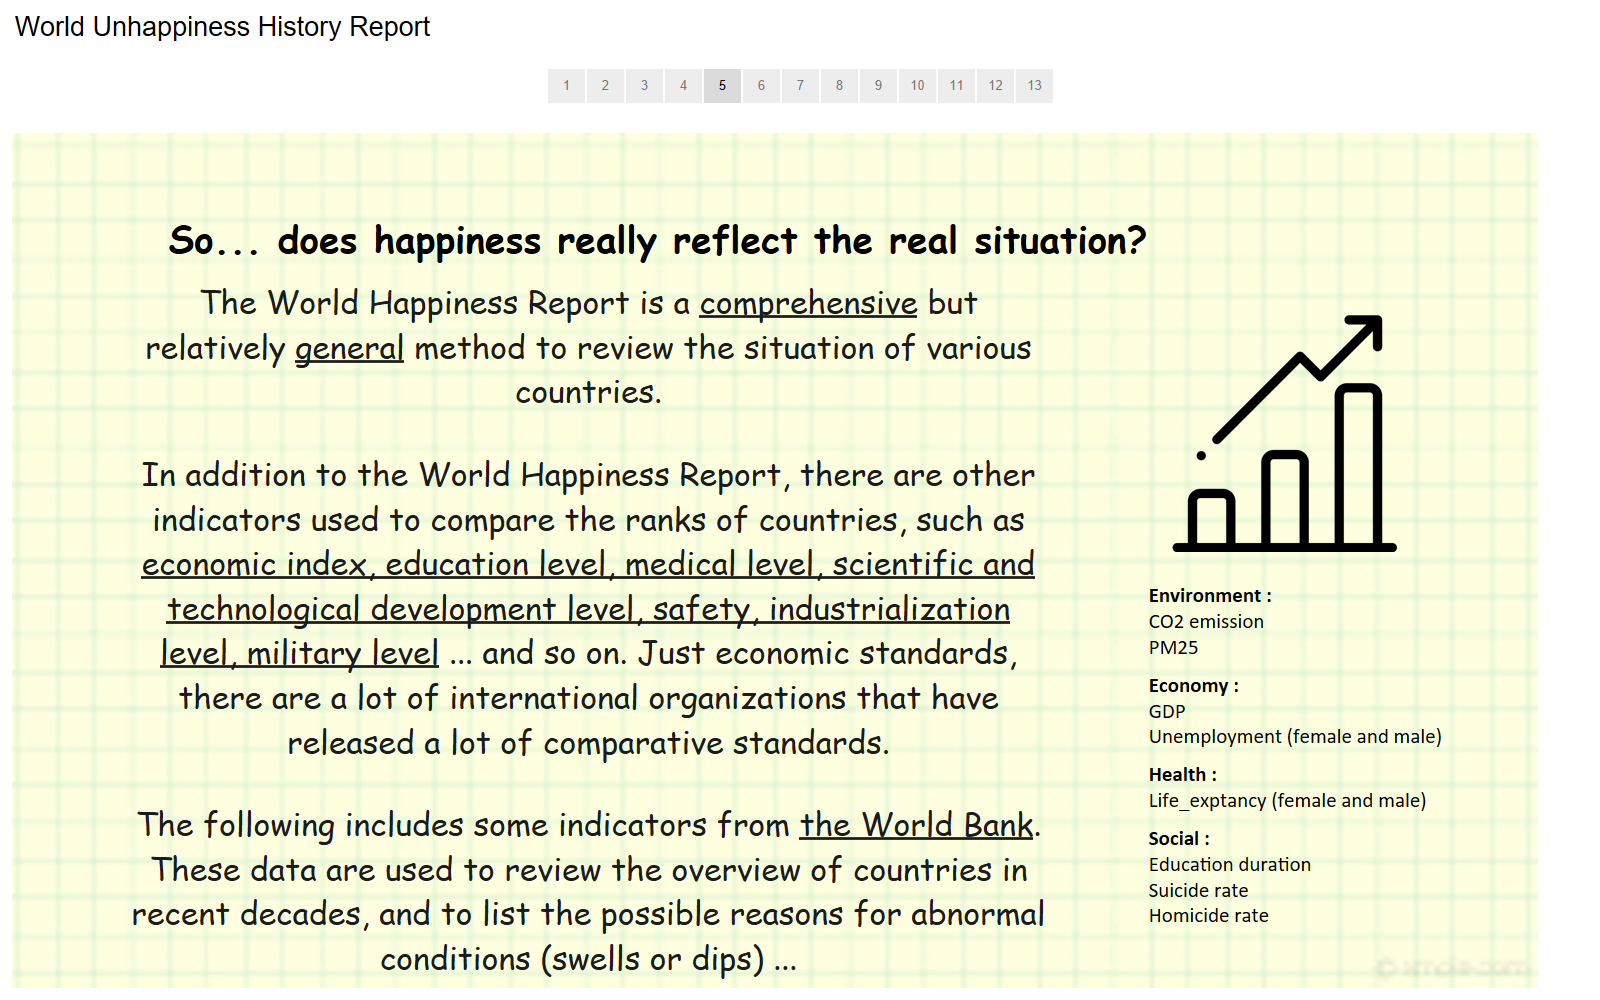 World Unhappiness History Report
1 2 3 4 5 6 7 8 9 10 11 12 13
So... does happiness really reflect the real situation?
The World Happiness Report is a comprehensive but
relatively general method to review the situation of various
countries.
In addition to the World Happiness Report, there are other
indicators used to compare the ranks of countries, such as
economic index, education level, medical level, scientific and
technological development level, safety, industrialization
level, military level ... and so on. Just economic standards,
there are a lot of international organizations that have
released a lot of comparative standards.
The following includes some indicators from the World Bank.
These data are used to review the overview of countries in
recent decades, and to list the possible reasons for abnormal
conditions (swells or dips) ...
Environment :
CO2 emission
PM25
Economy :
GDP
Unemployment (female and male)
Health :
Life_exptancy (female and male)
Social :
Education duration
Suicide rate
Homicide rate